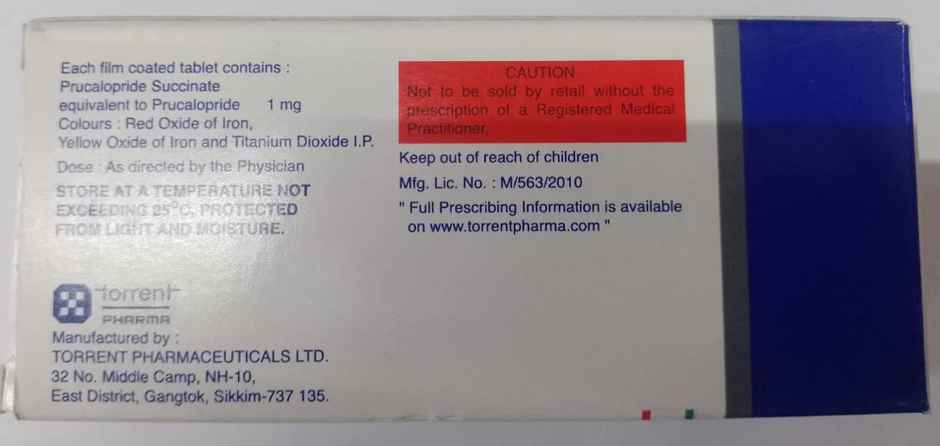 Each film coated tablet contains :
Prucalopride Succinate
equivalent to Prucalopride 1 mg
Colours : Red Oxide of Iron,
Yellow Oxide of Iron and Titanium Dioxide I.P.
Dose : As directed by the Physician
STORE AT A TEMPERATURE NOT
EXCEEDING 25°C, PROTECTED
FROM LIGHT AND MOISTURE.
torrent
PHARMA
Manufactured by :
TORRENT PHARMACEUTICALS LTD.
32 No. Middle Camp, NH-10,
East District, Gangtok, Sikkim-737 135.
CAUTION
Not to be sold by retail without the
prescription of a Registered Medical
Practitioner.
Keep out of reach of children
Mfg. Lic. No. : M/563/2010
" Full Prescribing Information is available
on www.torrentpharma.com "